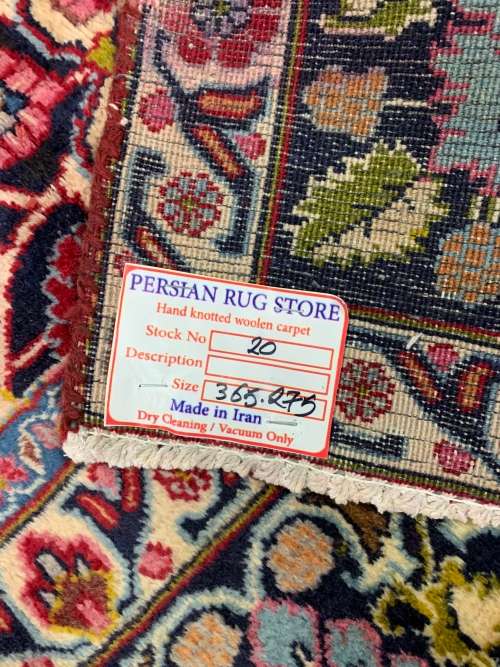 PERSIAN RUG STORE
Hand knotted woolen carpet
Stock No 20
Description
Size 365.275
Made in Iran
Dry Cleaning / Vacuum Only